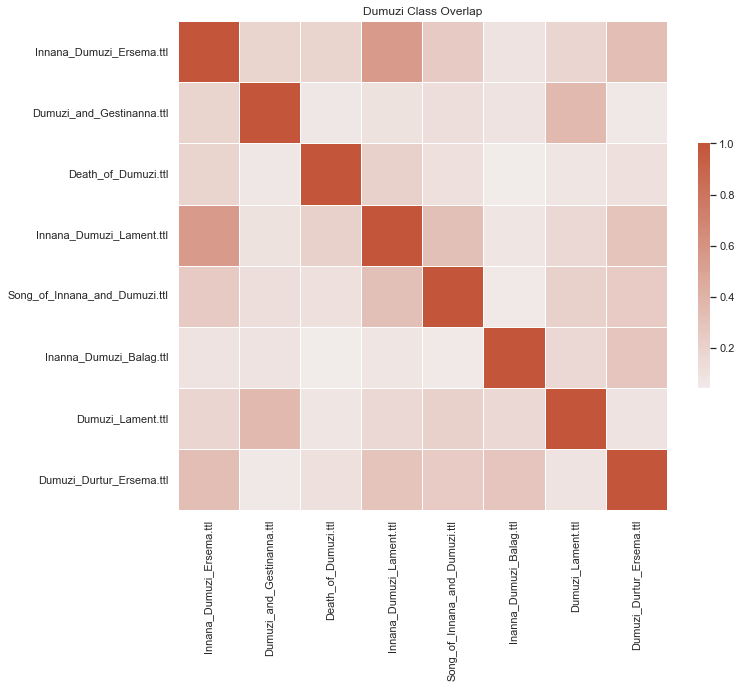 Dumuzi Class Overlap
Innana_Dumuzi_Ersema.ttl
Dumuzi_and_Gestinanna.ttl
Death_of_Dumuzi.ttl
Innana_Dumuzi_Lament.ttl
Song_of_Innana_and_Dumuzi.ttl
Inanna_Dumuzi_Balag.ttl
Dumuzi_Lament.ttl
Dumuzi_Durtur_Ersema.ttl
1.0
0.8
0.6
0.4
0.2
Innana_Dumuzi_Ersema.ttl
Dumuzi_and_Gestinanna.ttl
Death_of_Dumuzi.ttl
Innana_Dumuzi_Lament.ttl
Song_of_Innana_and_Dumuzi.ttl
Inanna_Dumuzi_Balag.ttl
Dumuzi_Lament.ttl
Dumuzi_Durtur_Ersema.ttl